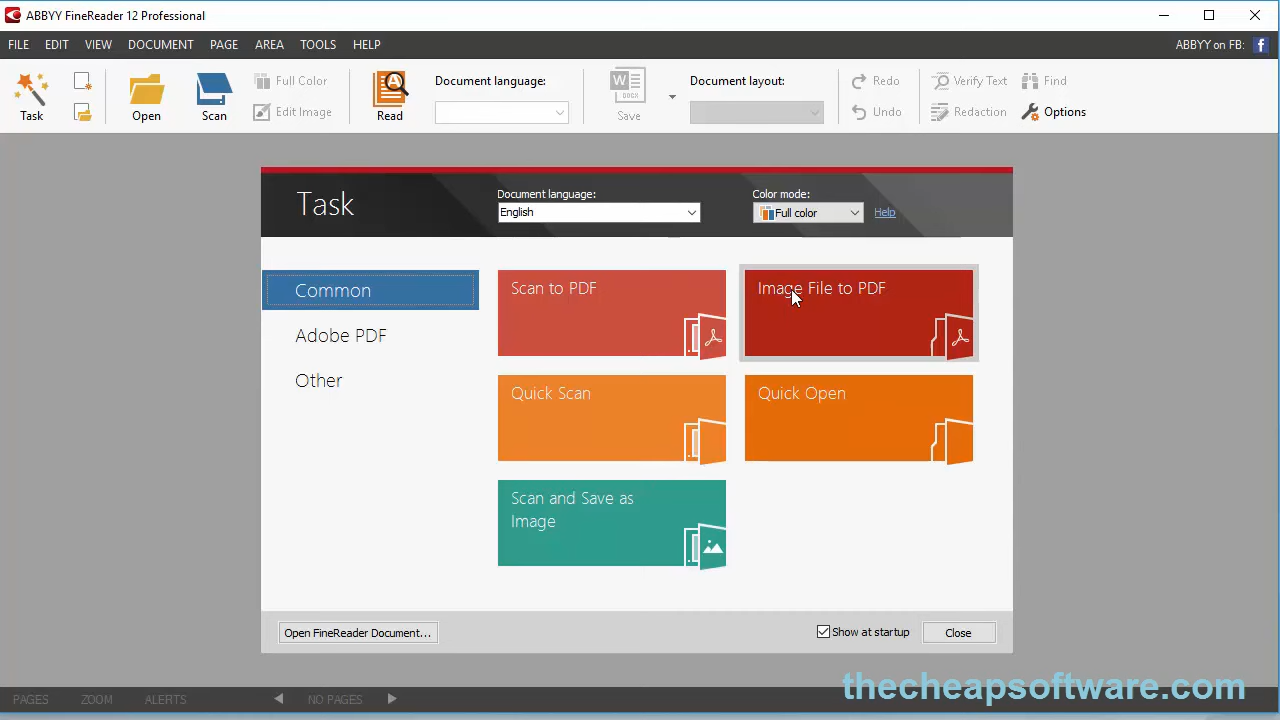 ABBYY FineReader 12 Professional
FILE EDIT VIEW DOCUMENT PAGE AREA TOOLS HELP ABBYY on FB: f
Full Color Document language: Document layout: Redo Verify Text Find
Edit Image Undo Redaction Options
Task Open Scan Read Save
W DOCX
A
Task
Document language:
English
Color mode:
Full color
Help
Common
Adobe PDF
Other
Scan to PDF
Image File to PDF
Quick Scan
Quick Open
Scan and Save as
Image
Open FineReader Document...
Show at startup
Close
PAGES ZOOM ALERTS NO PAGES
thecheapsoftware.com